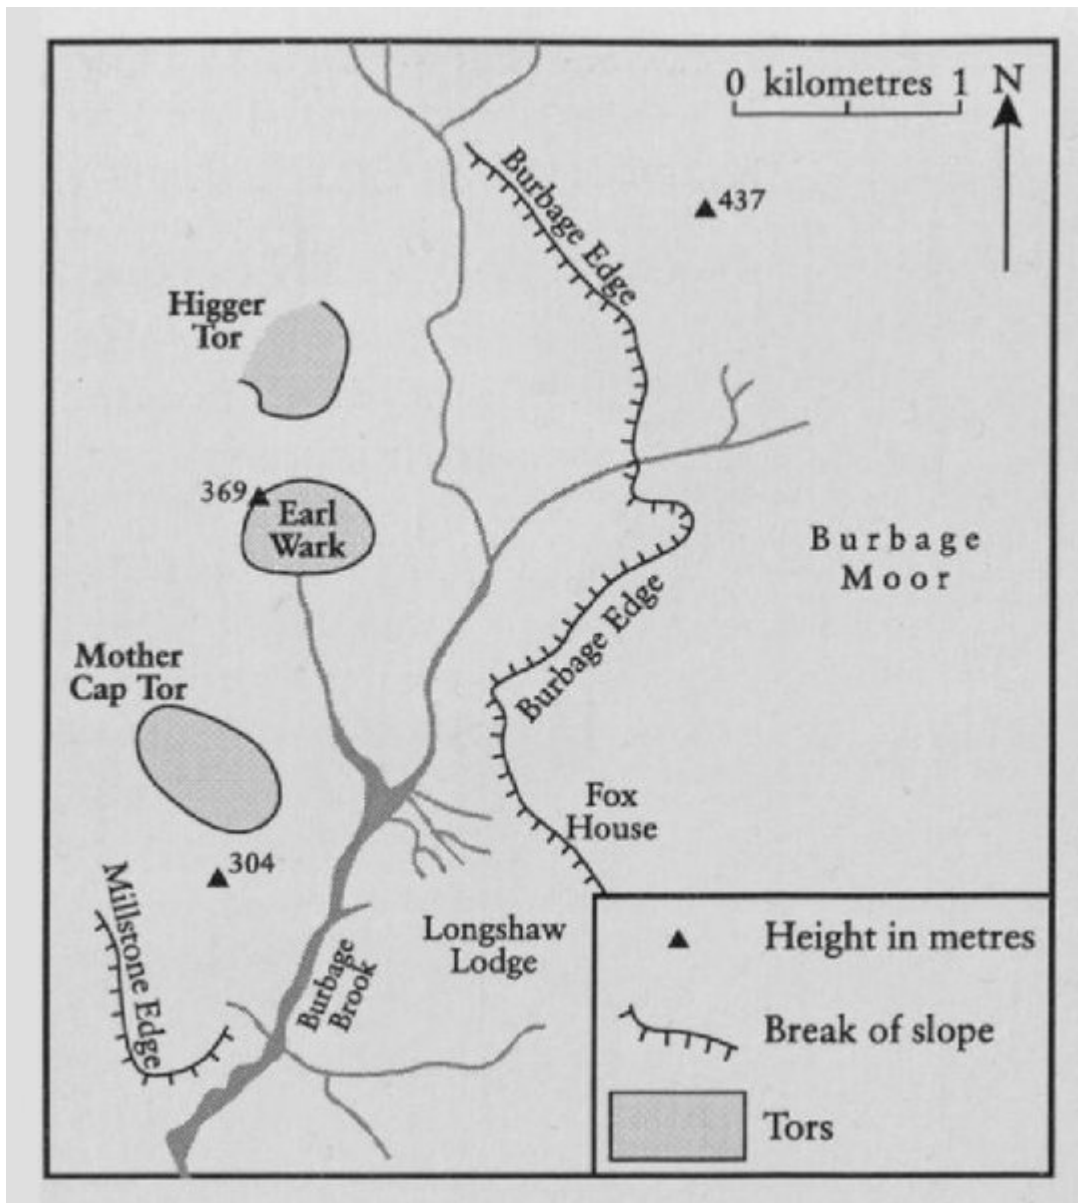 0 kilometres 1
N
Burbage Edge
437
Higger
Tor
369
Earl
Wark
Burbage
Moor
Burbage Edge
Mother
Cap Tor
Fox
House
304
Millstone Edge
Longshaw
Lodge
Burbage
Brook
Height in metres
Break of slope
Tors